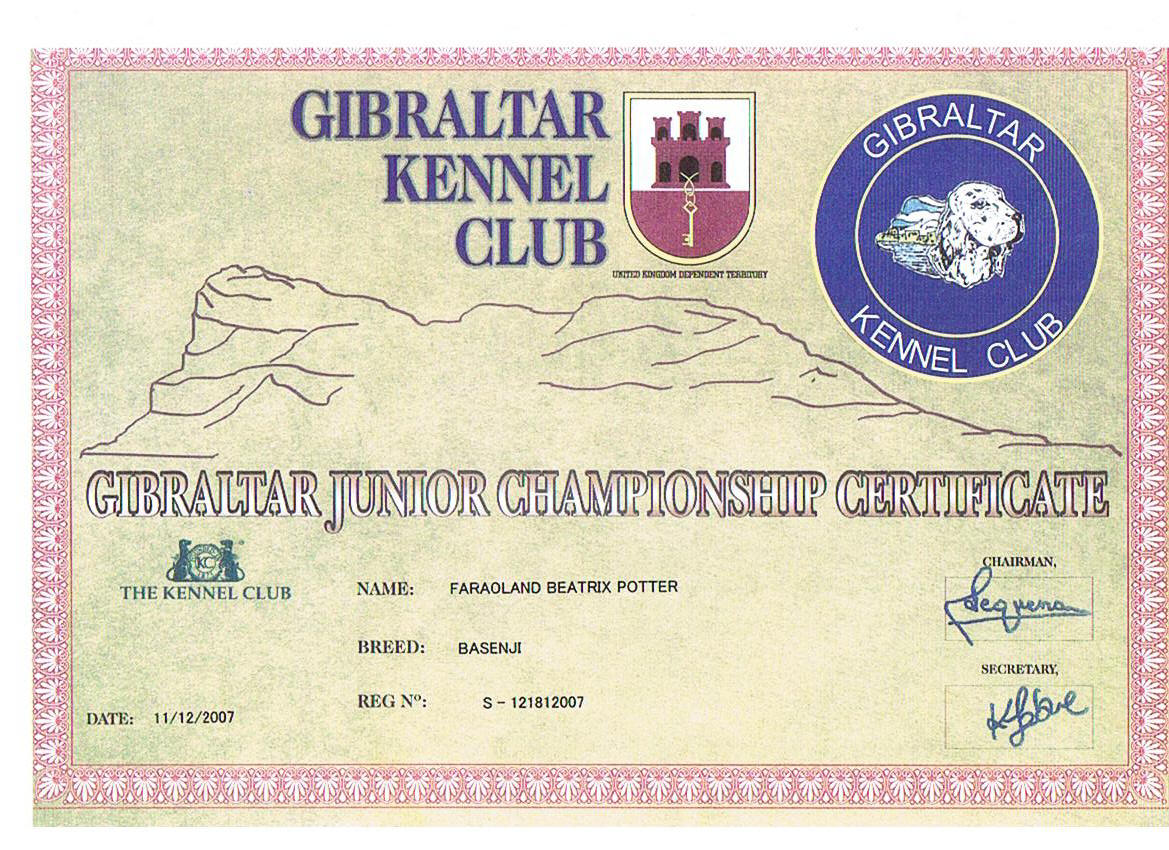 GIBRALTAR
KENNEL
CLUB
UNITED KINGDOM DEPENDENT TERRITORY
GIBRALTAR
KENNEL CLUB
GIBRALTAR JUNIOR CHAMPIONSHIP CERTIFICATE
KC
THE KENNEL CLUB
NAME: FARAOLAND BEATRIX POTTER
BREED: BASENJI
REG Nº: S - 121812007
DATE: 11/12/2007
CHAIRMAN,
SECRETARY,